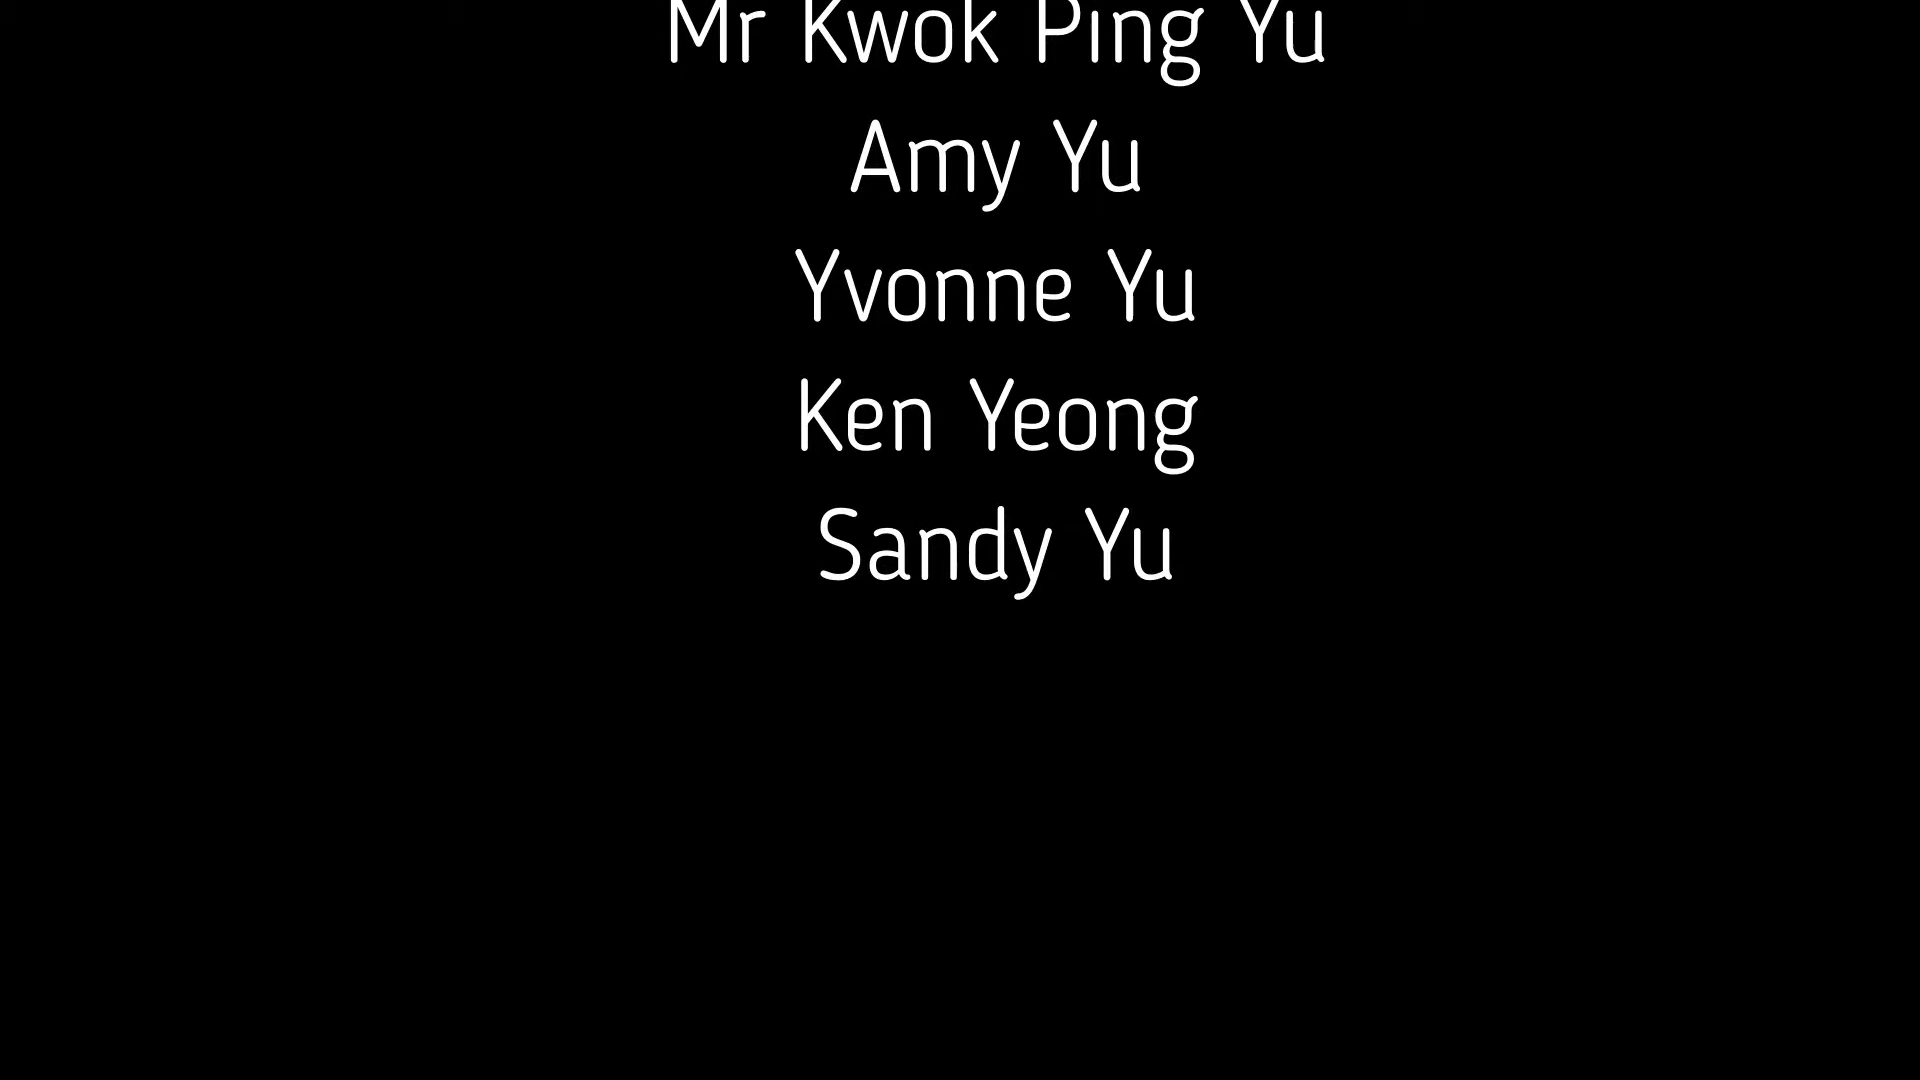 Mr Kwok Ping Yu
Amy Yu
Yvonne Yu
Ken Yeong
Sandy Yu